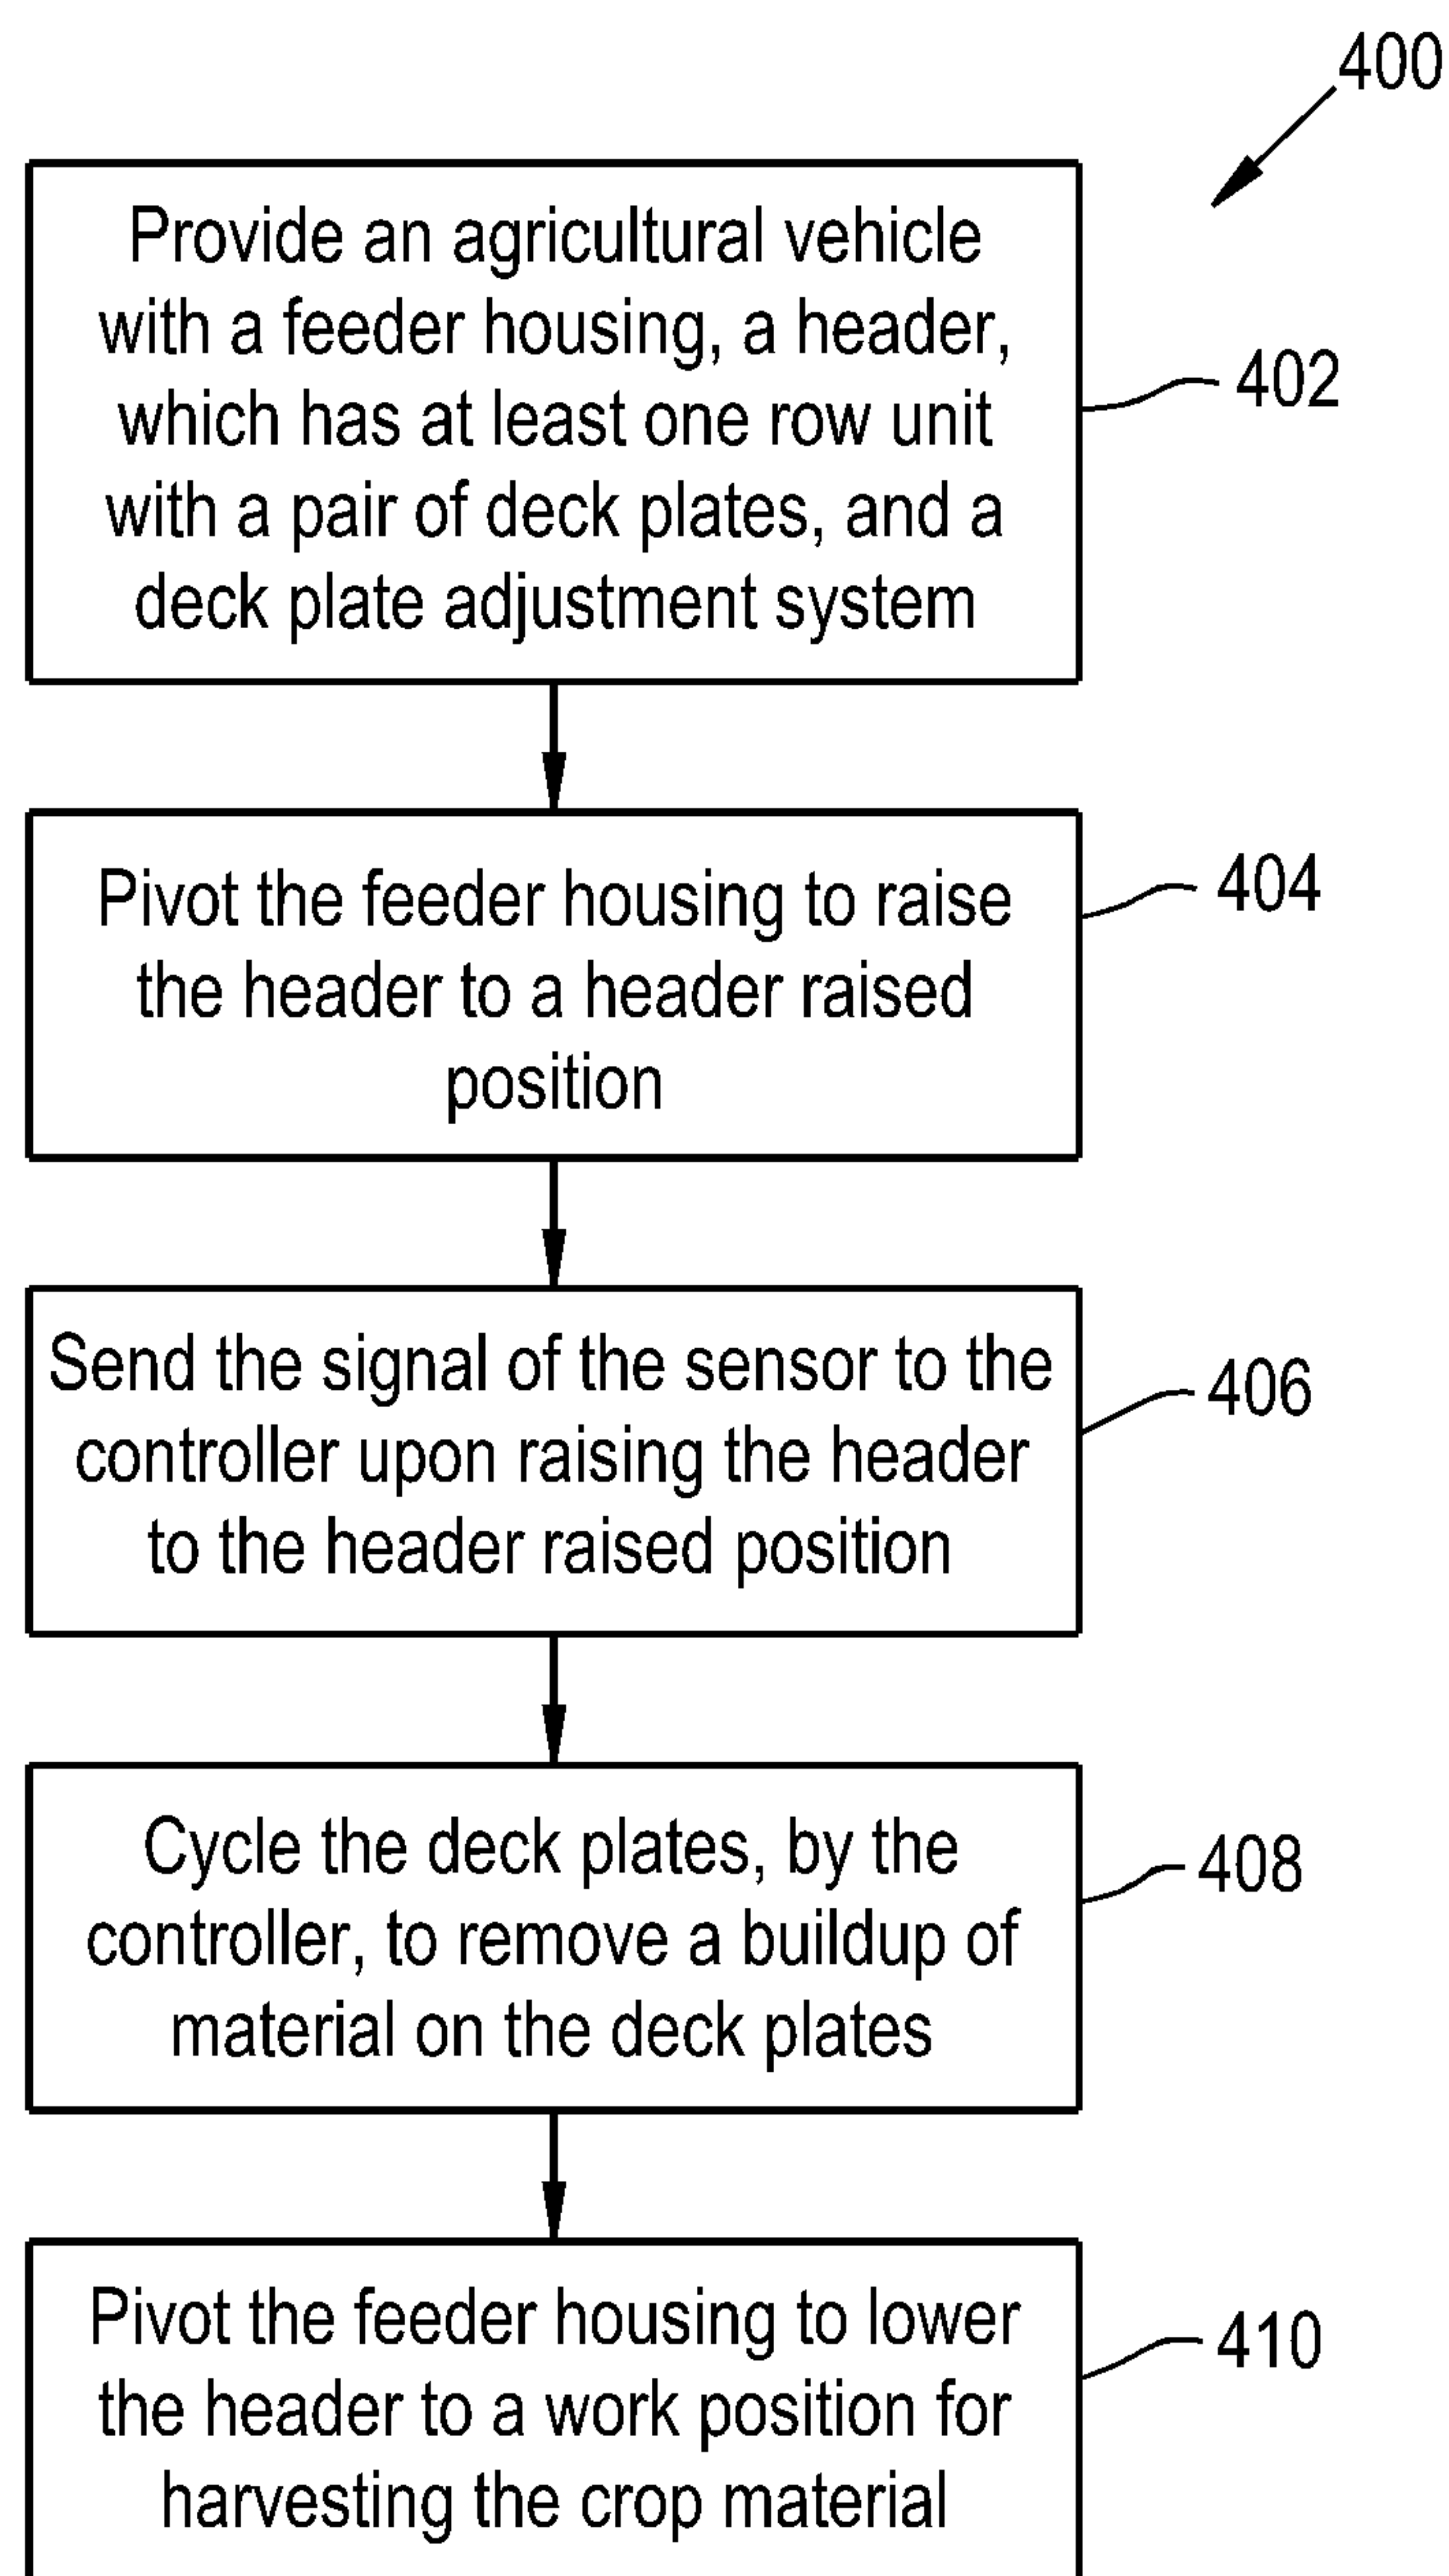 400
Provide an agricultural vehicle
with a feeder housing, a header,
which has at least one row unit
with a pair of deck plates, and a
deck plate adjustment system
402
Pivot the feeder housing to raise
the header to a header raised
position
404
Send the signal of the sensor to the
controller upon raising the header
to the header raised position
406
Cycle the deck plates, by the
controller, to remove a buildup of
material on the deck plates
408
Pivot the feeder housing to lower
the header to a work position for
harvesting the crop material
410